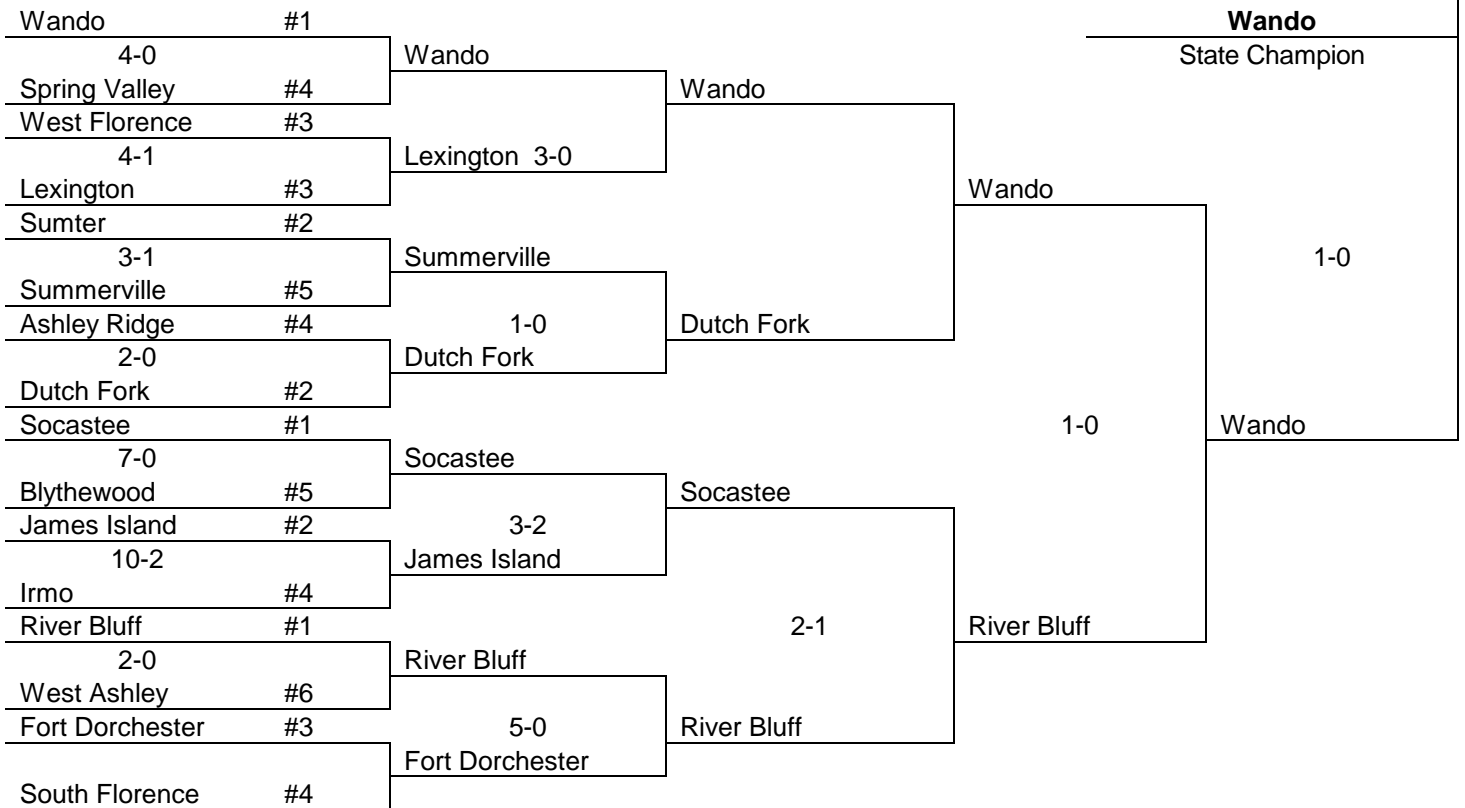 Wando #1 Wando
4-0 Wando State Champion
Spring Valley #4 Wando
West Florence #3
4-1 Lexington 3-0
Lexington #3 Wando
Sumter #2
3-1 Summerville 1-0
Summerville #5
Ashley Ridge #4 1-0 Dutch Fork
2-0 Dutch Fork
Dutch Fork #2
Socastee #1 1-0 Wando
7-0 Socastee
Blythewood #5 Socastee
James Island #2 3-2
10-2 James Island
Irmo #4
River Bluff #1 2-1 River Bluff
2-0 River Bluff
West Ashley #6
Fort Dorchester #3 5-0 River Bluff
Fort Dorchester
South Florence #4